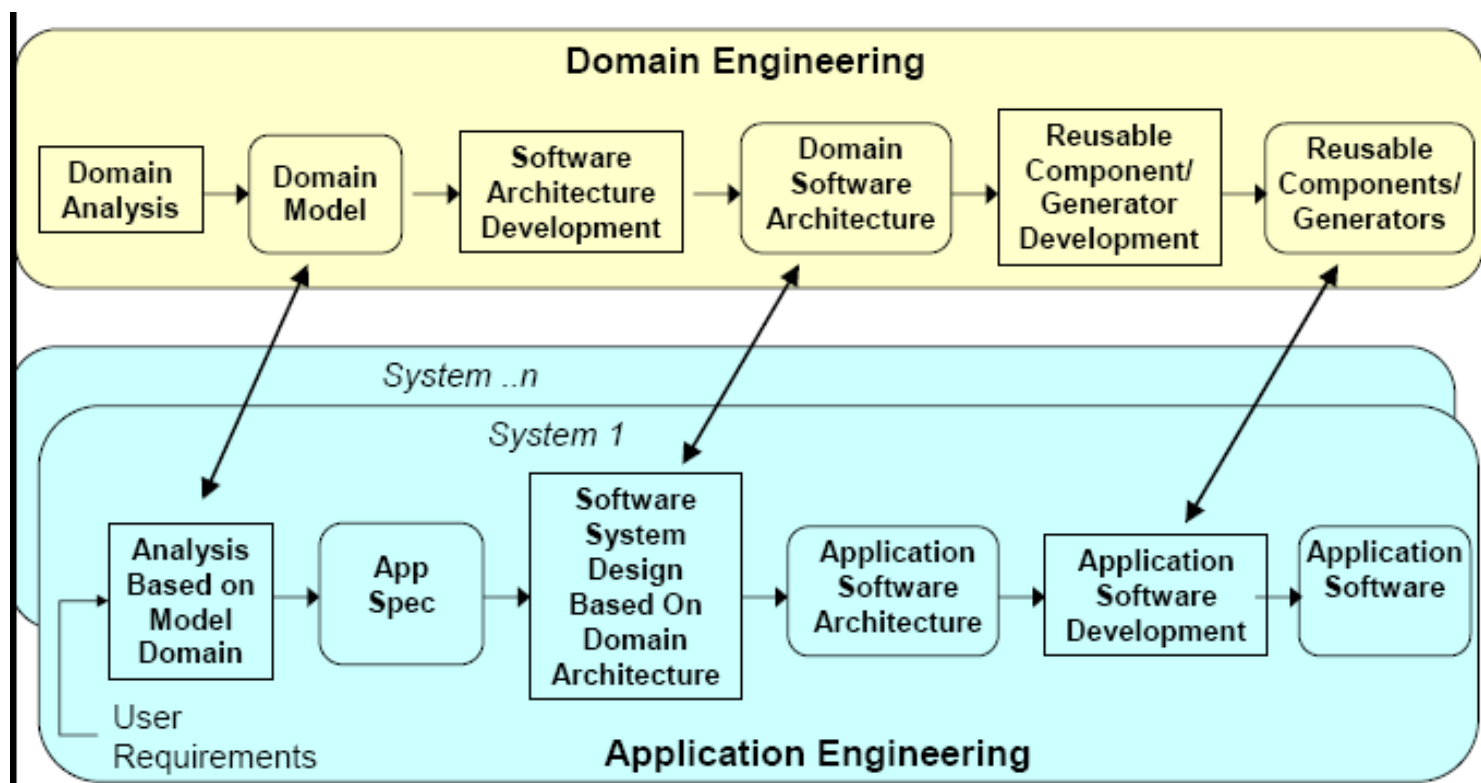 Domain Engineering
Domain
Analysis
Domain
Model
Software
Architecture
Development
Domain
Software
Architecture
Reusable
Component/
Generator
Development
Reusable
Components/
Generators
System ..n
System 1
Analysis
Based on
Model
Domain
App
Spec
Software
System
Design
Based On
Domain
Architecture
Application
Software
Architecture
Application
Software
Development
Application
Software
User
Requirements
Application Engineering